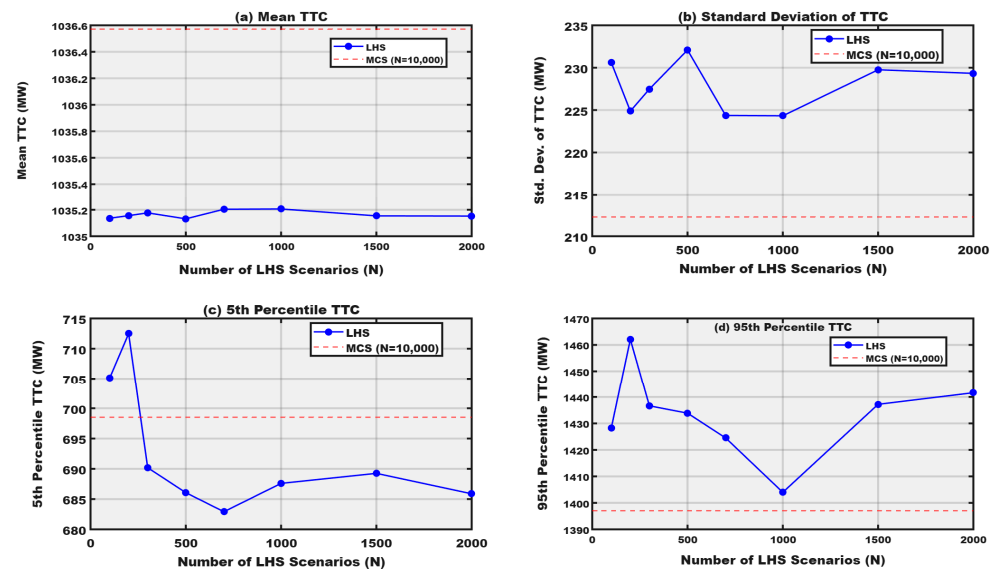 (a) Mean TTC
1036.6
1036.4
1036.2
1036
1035.8
1035.6
1035.4
1035.2
1035
Mean TTC (MW)
LHS
MCS (N=10,000)
0
500
1000
1500
2000
Number of LHS Scenarios (N)
(b) Standard Deviation of TTC
235
230
225
220
215
210
Std. Dev. of TTC (MW)
LHS
MCS (N=10,000)
0
500
1000
1500
2000
Number of LHS Scenarios (N)
(c) 5th Percentile TTC
715
710
705
700
695
690
685
680
5th Percentile TTC (MW)
LHS
MCS (N=10,000)
0
500
1000
1500
2000
Number of LHS Scenarios (N)
(d) 95th Percentile TTC
1470
1460
1450
1440
1430
1420
1410
1400
1390
95th Percentile TTC (MW)
LHS
MCS (N=10,000)
0
500
1000
1500
2000
Number of LHS Scenarios (N)